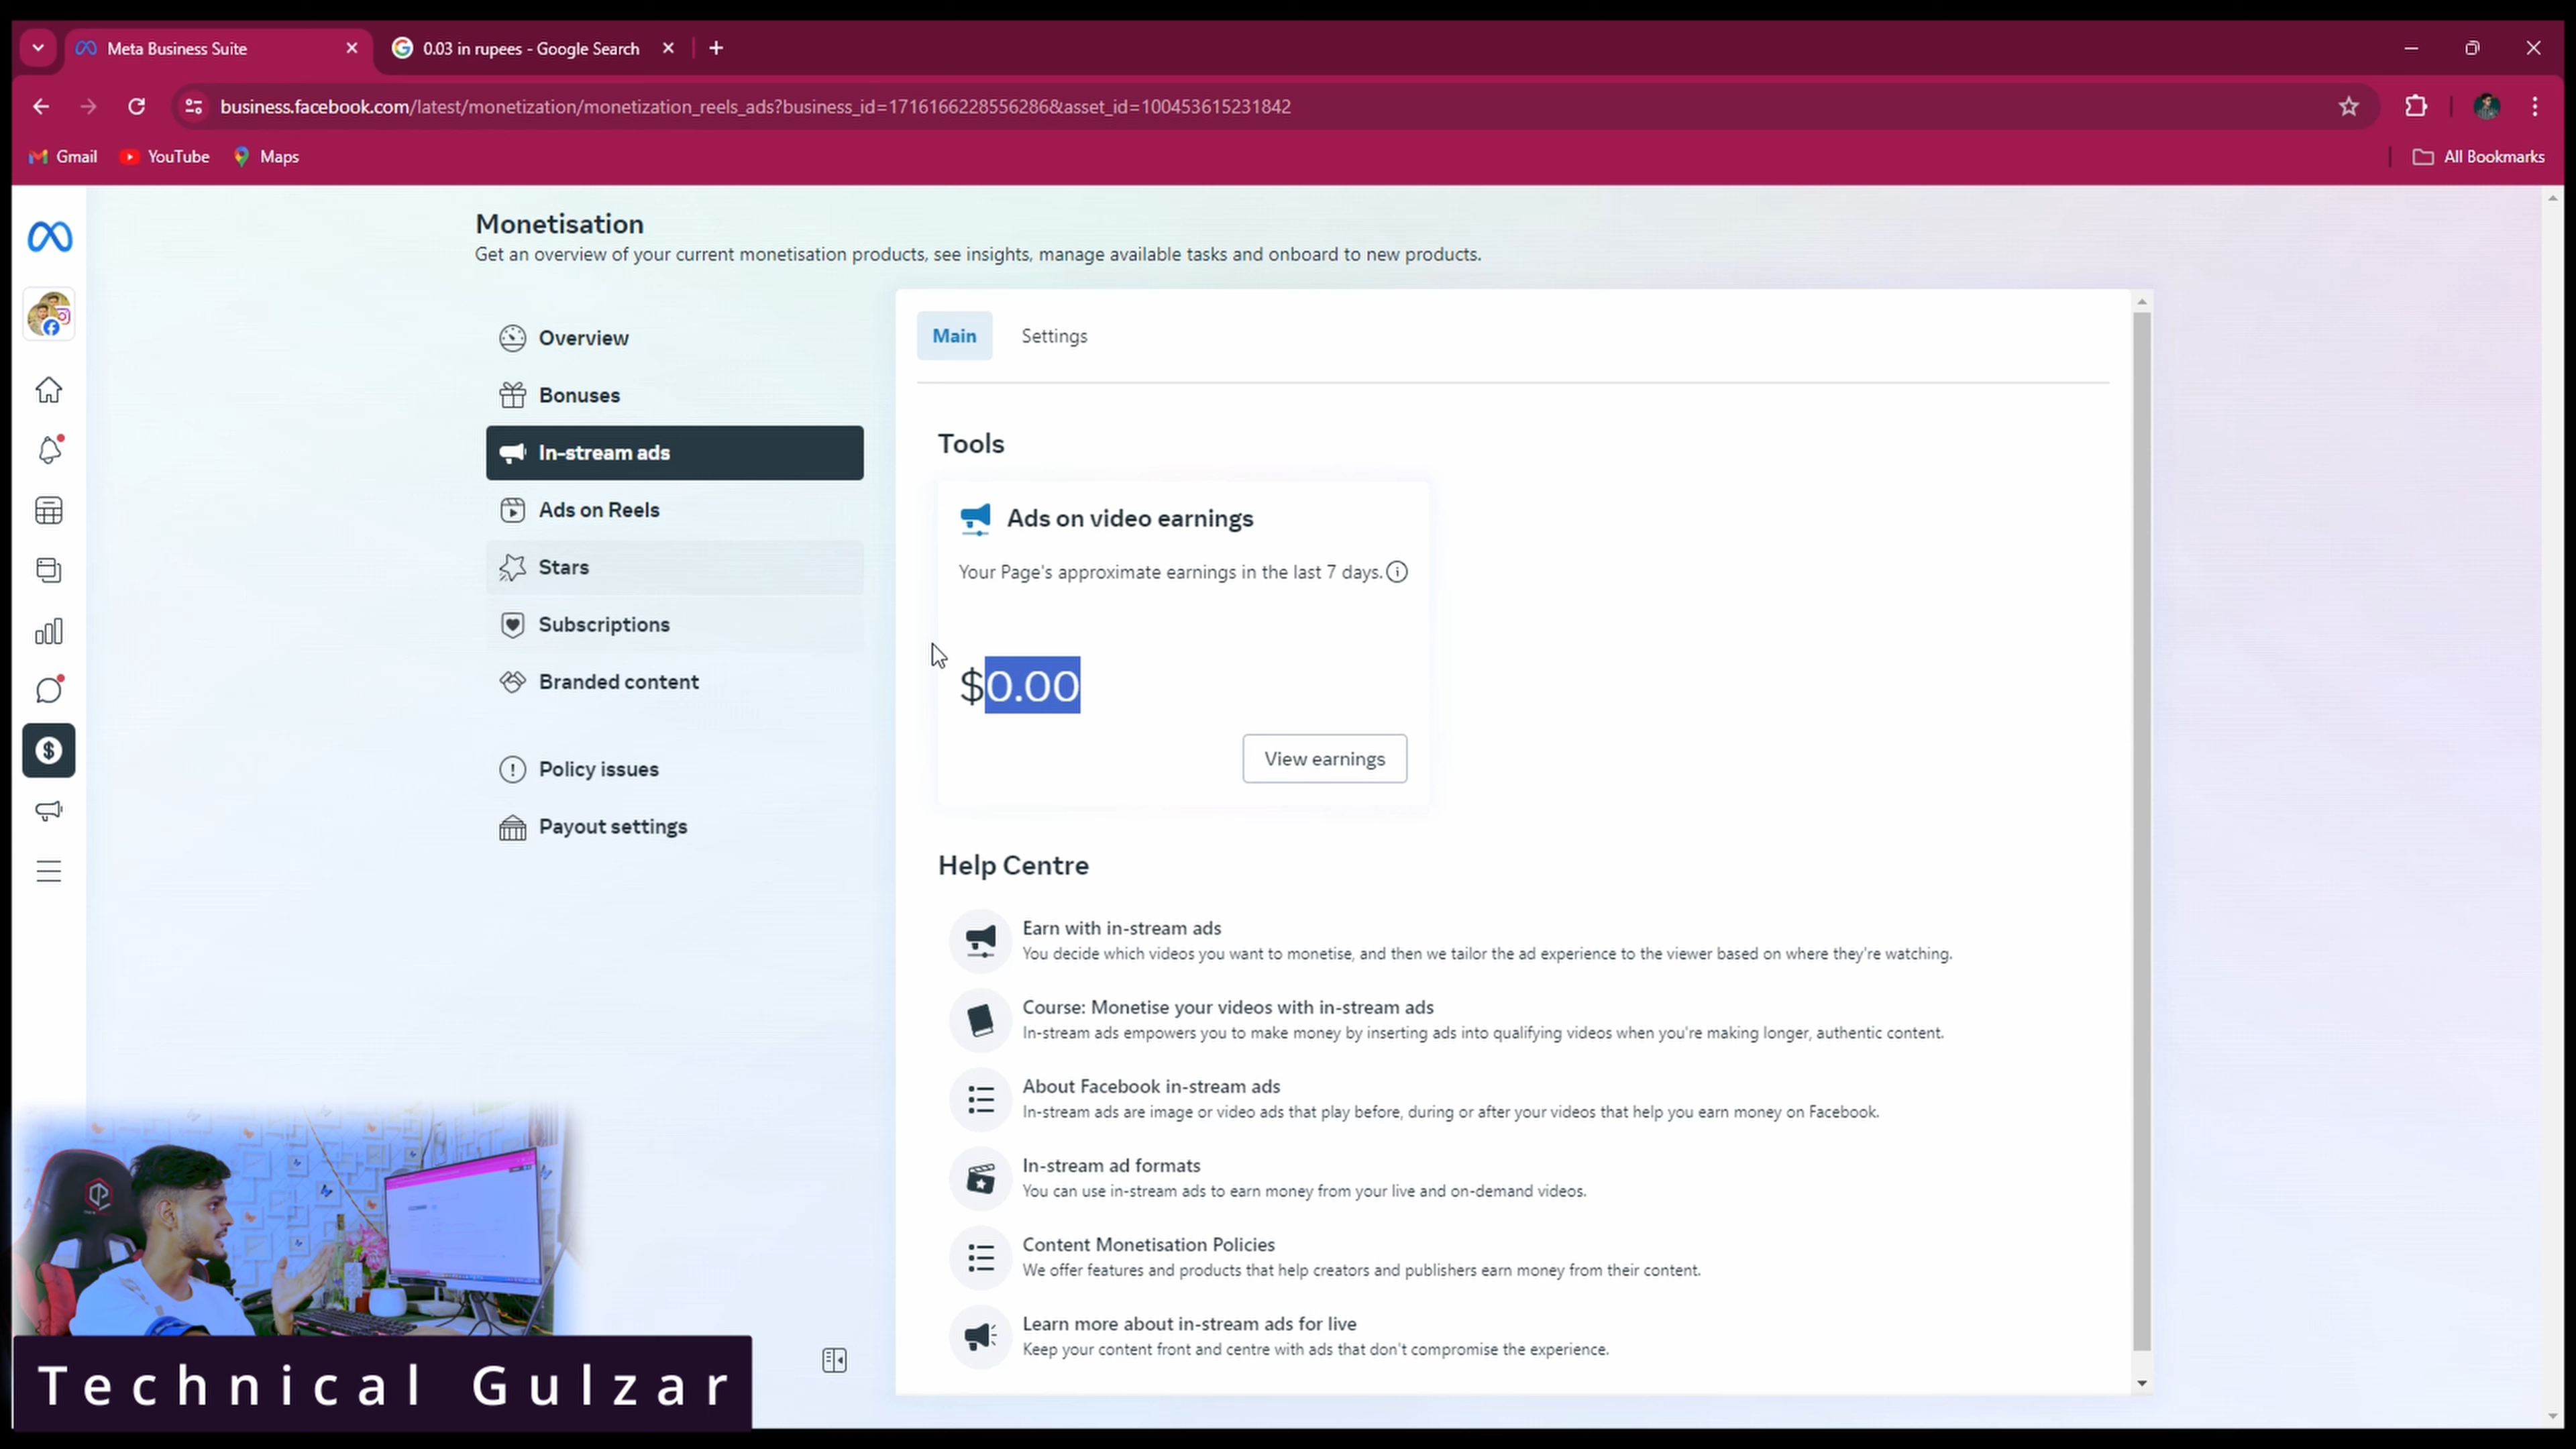 Meta Business Suite
0.03 in rupees - Google Search
business.facebook.com/latest/monetization/monetization_reels_ads?business_id=1716166228556286&asset_id=100453615231842
Gmail
YouTube
Maps
All Bookmarks
Monetisation
Get an overview of your current monetisation products, see insights, manage available tasks and onboard to new products.
Overview
Bonuses
In-stream ads
Ads on Reels
Stars
Subscriptions
Branded content
Policy issues
Payout settings
Main
Settings
Tools
Ads on video earnings
Your Page's approximate earnings in the last 7 days.
$0.00
View earnings
Help Centre
Earn with in-stream ads
You decide which videos you want to monetise, and then we tailor the ad experience to the viewer based on where they're watching.
Course: Monetise your videos with in-stream ads
In-stream ads empowers you to make money by inserting ads into qualifying videos when you're making longer, authentic content.
About Facebook in-stream ads
In-stream ads are image or video ads that play before, during or after your videos that help you earn money on Facebook.
In-stream ad formats
You can use in-stream ads to earn money from your live and on-demand videos.
Content Monetisation Policies
We offer features and products that help creators and publishers earn money from their content.
Learn more about in-stream ads for live
Keep your content front and centre with ads that don't compromise the experience.
Technical Gulzar